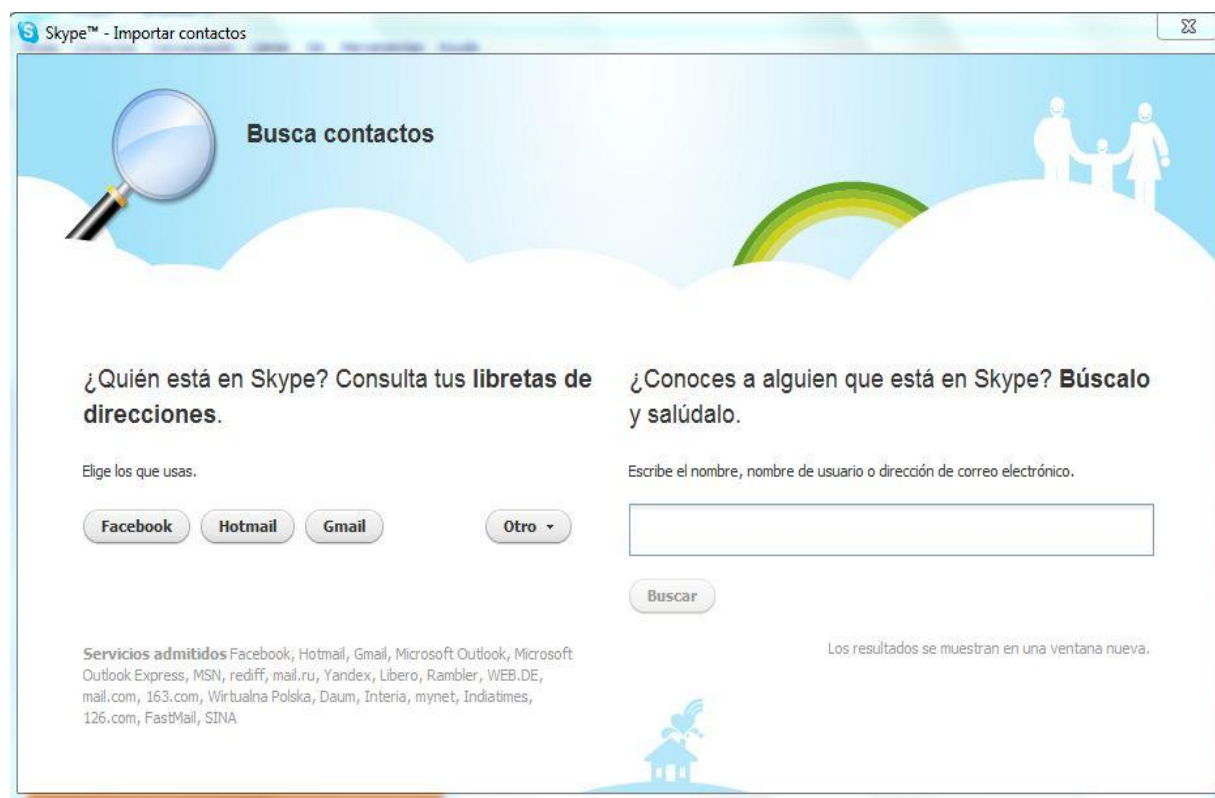 Skype™ - Importar contactos
Busca contactos
¿Quién está en Skype? Consulta tus libretas de
direcciones.
Elige los que usas.
Facebook
Hotmail
Gmail
Otro
Servicios admitidos Facebook, Hotmail, Gmail, Microsoft Outlook, Microsoft
Outlook Express, MSN, rediff, mail.ru, Yandex, Libero, Rambler, WEB.DE,
mail.com, 163.com, Wirtualna Polska, Daum, Interia, mynet, Indiatimes,
126.com, FastMail, SINA
¿Conoces a alguien que está en Skype? Búscalo
y salúdalo.
Escribe el nombre, nombre de usuario o dirección de correo electrónico.
Buscar
Los resultados se muestran en una ventana nueva.